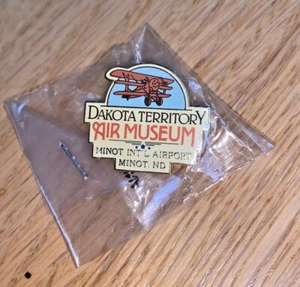 DAKOTA TERRITORY
AIR MUSEUM
MINOT INT'L AIRPORT
MINOT, ND